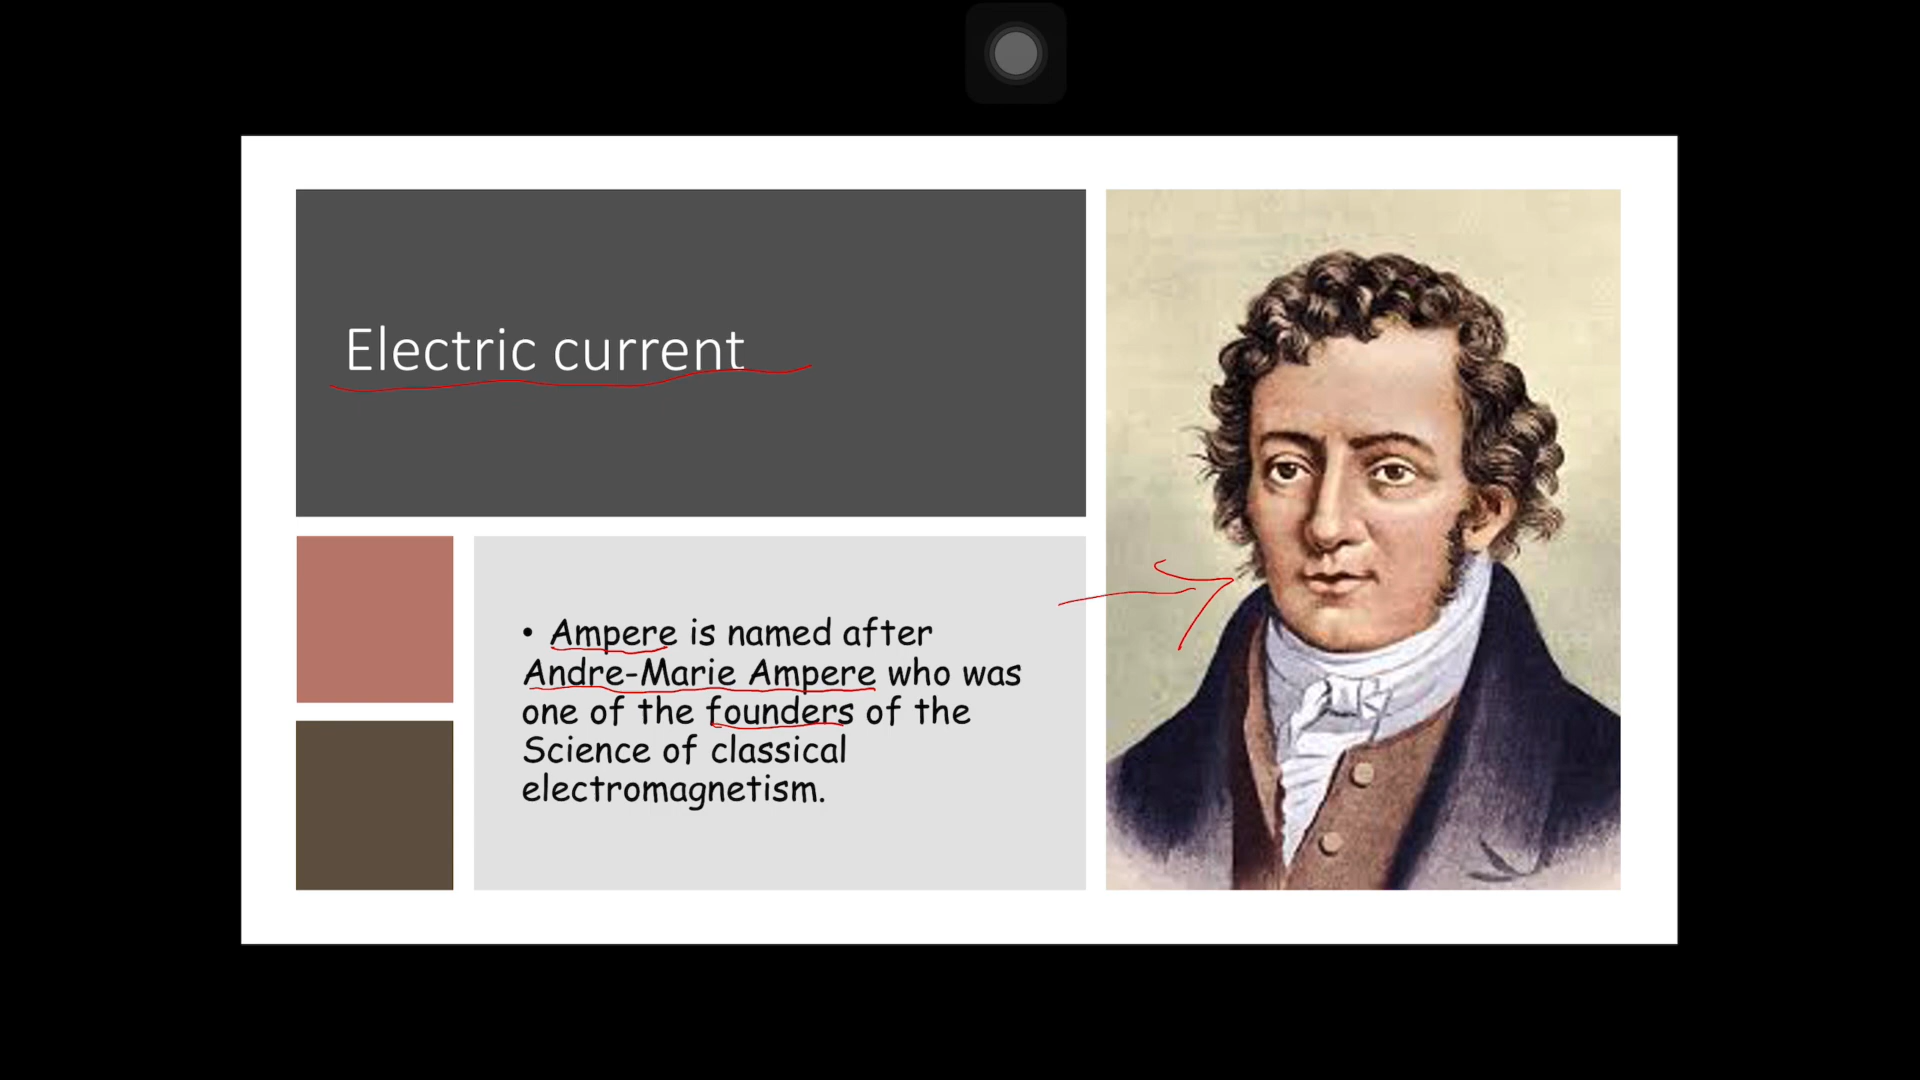 Electric current
• Ampere is named after
Andre-Marie Ampere who was
one of the founders of the
Science of classical
electromagnetism.